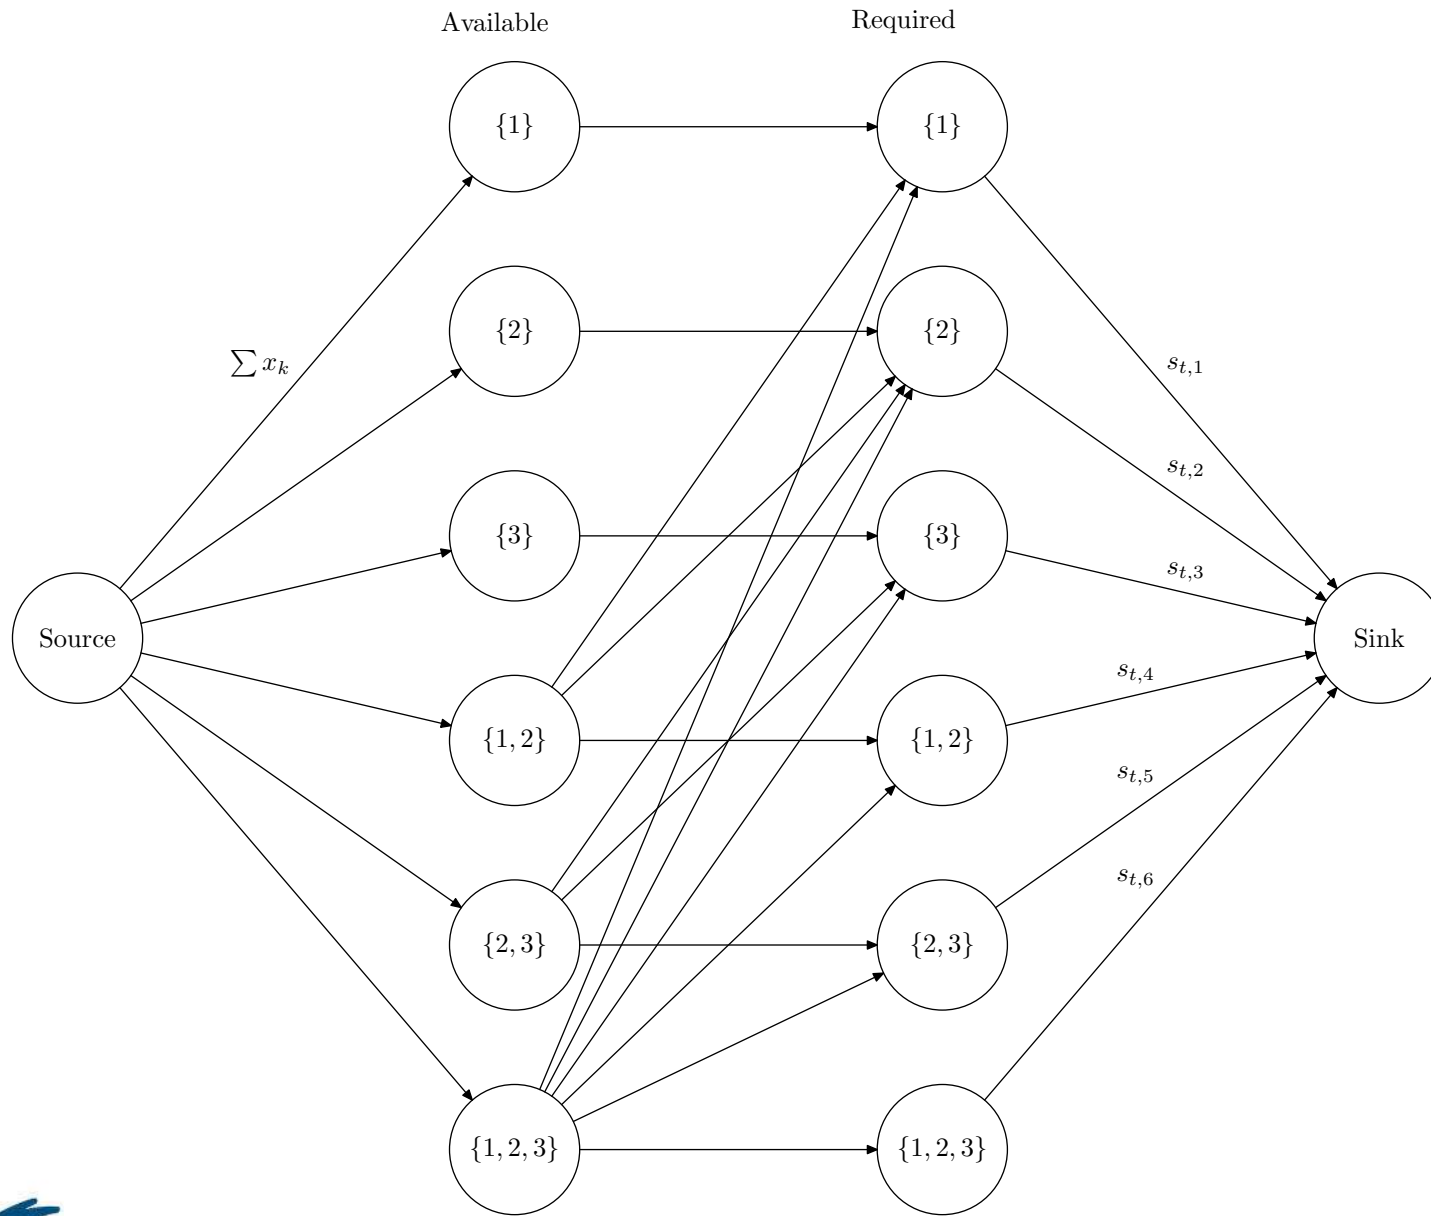 Available Required
{1} {1}
{2} {2}
∑ x_k s_{t,1}
s_{t,2}
{3} {3}
s_{t,3}
Source Sink
s_{t,4}
{1, 2} {1, 2}
s_{t,5}
s_{t,6}
{2, 3} {2, 3}
{1, 2, 3} {1, 2, 3}